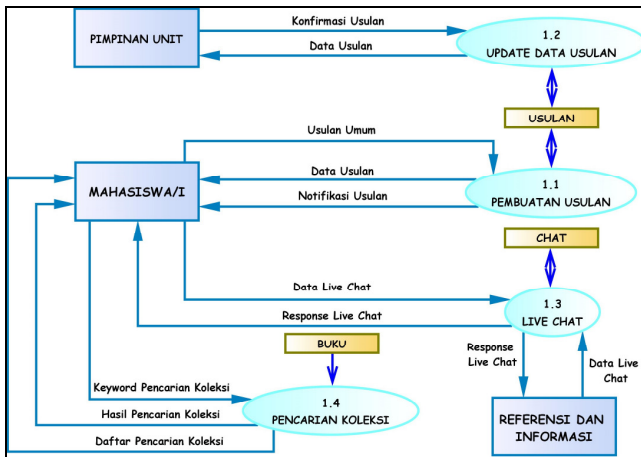 PIMPINAN UNIT
Konfirmasi Usulan
Data Usulan
1.2
UPDATE DATA USULAN
USULAN
Usulan Umum
MAHASISWA/I
Data Usulan
Notifikasi Usulan
1.1
PEMBUATAN USULAN
CHAT
Data Live Chat
Response Live Chat
1.3
LIVE CHAT
BUKU
Response
Live Chat
Data Live
Chat
Keyword Pencarian Koleksi
Hasil Pencarian Koleksi
Daftar Pencarian Koleksi
1.4
PENCARIAN KOLEKSI
REFERENSI DAN
INFORMASI